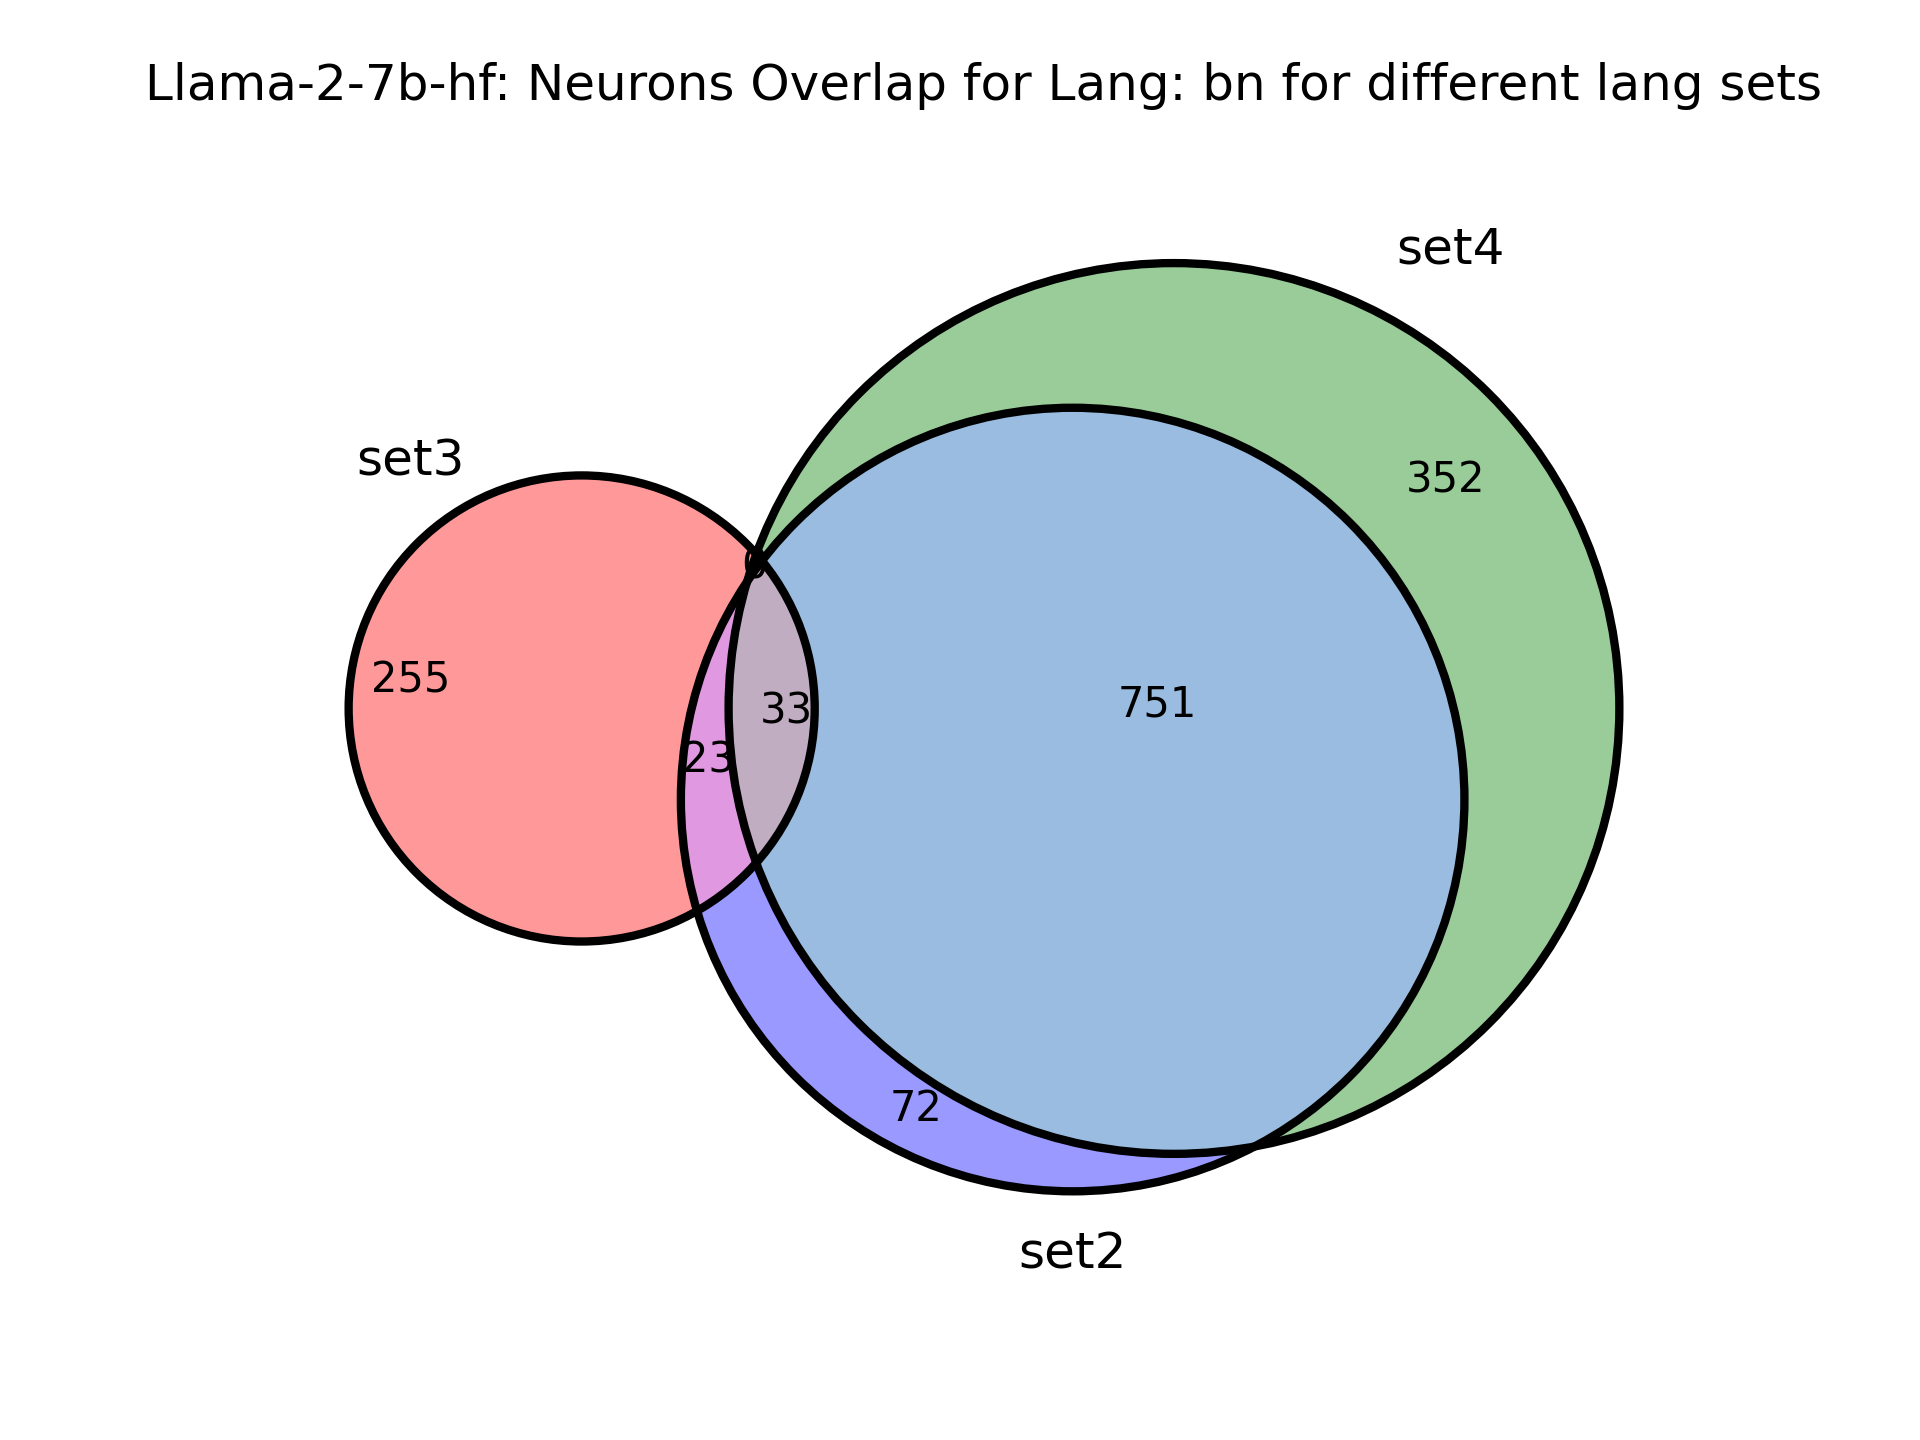 Llama-2-7b-hf: Neurons Overlap for Lang: bn for different lang sets
set4
set3
352
0
255
751
33
23
72
set2